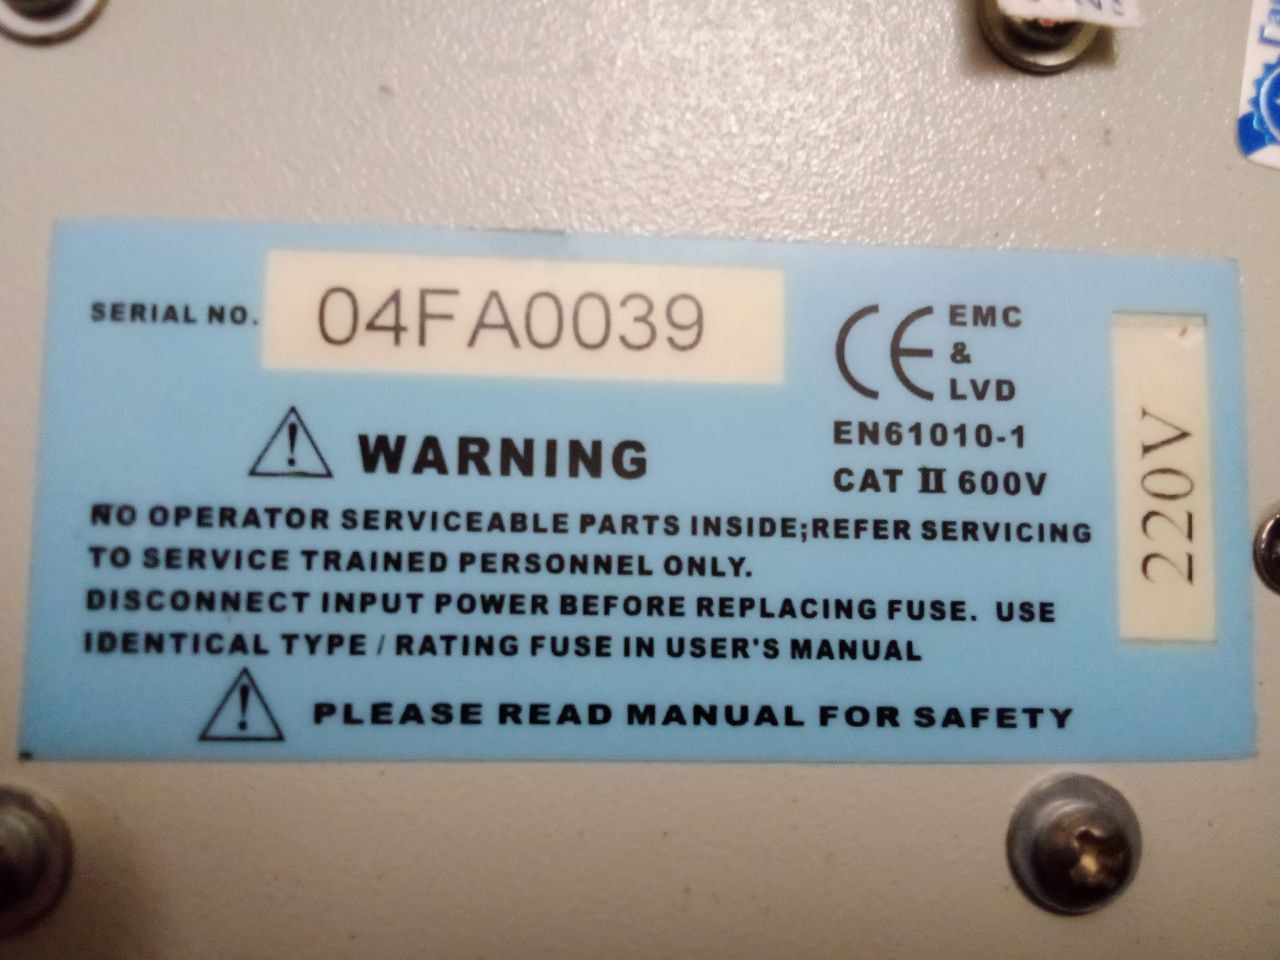 SERIAL NO. 04FA0039
CE EMC
&
LVD
EN61010-1
CAT II 600V
220V
WARNING
NO OPERATOR SERVICEABLE PARTS INSIDE;REFER SERVICING
TO SERVICE TRAINED PERSONNEL ONLY.
DISCONNECT INPUT POWER BEFORE REPLACING FUSE. USE
IDENTICAL TYPE / RATING FUSE IN USER'S MANUAL
PLEASE READ MANUAL FOR SAFETY